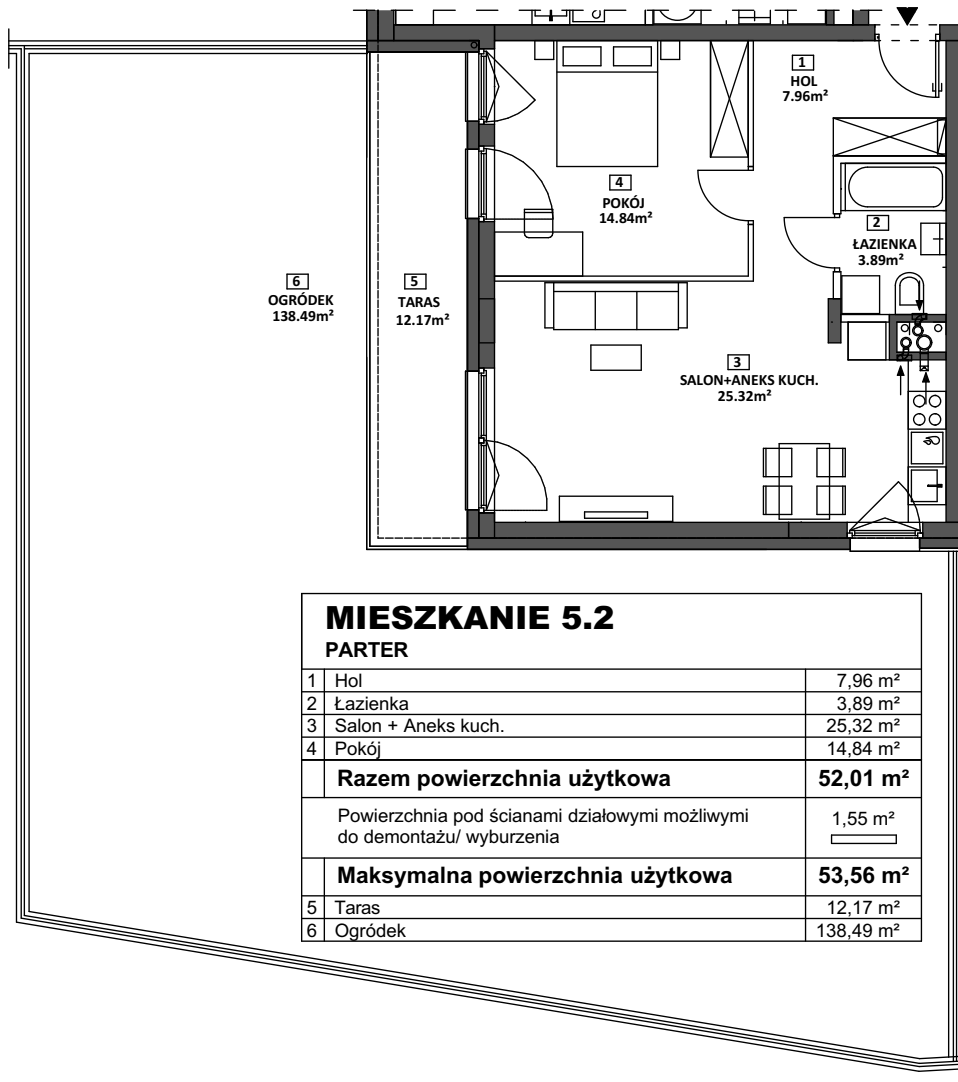 1
HOL
7.96m²
4
POKÓJ
14.84m²
2
ŁAZIENKA
3.89m²
6
OGRÓDEK
138.49m²
5
TARAS
12.17m²
3
SALON+ANEKS KUCH.
25.32m²
MIESZKANIE 5.2
PARTER
1 Hol 7,96 m²
2 Łazienka 3,89 m²
3 Salon + Aneks kuch. 25,32 m²
4 Pokój 14,84 m²
Razem powierzchnia użytkowa 52,01 m²
Powierzchnia pod ścianami działowymi możliwymi 1,55 m²
do demontażu/ wyburzenia
Maksymalna powierzchnia użytkowa 53,56 m²
5 Taras 12,17 m²
6 Ogródek 138,49 m²